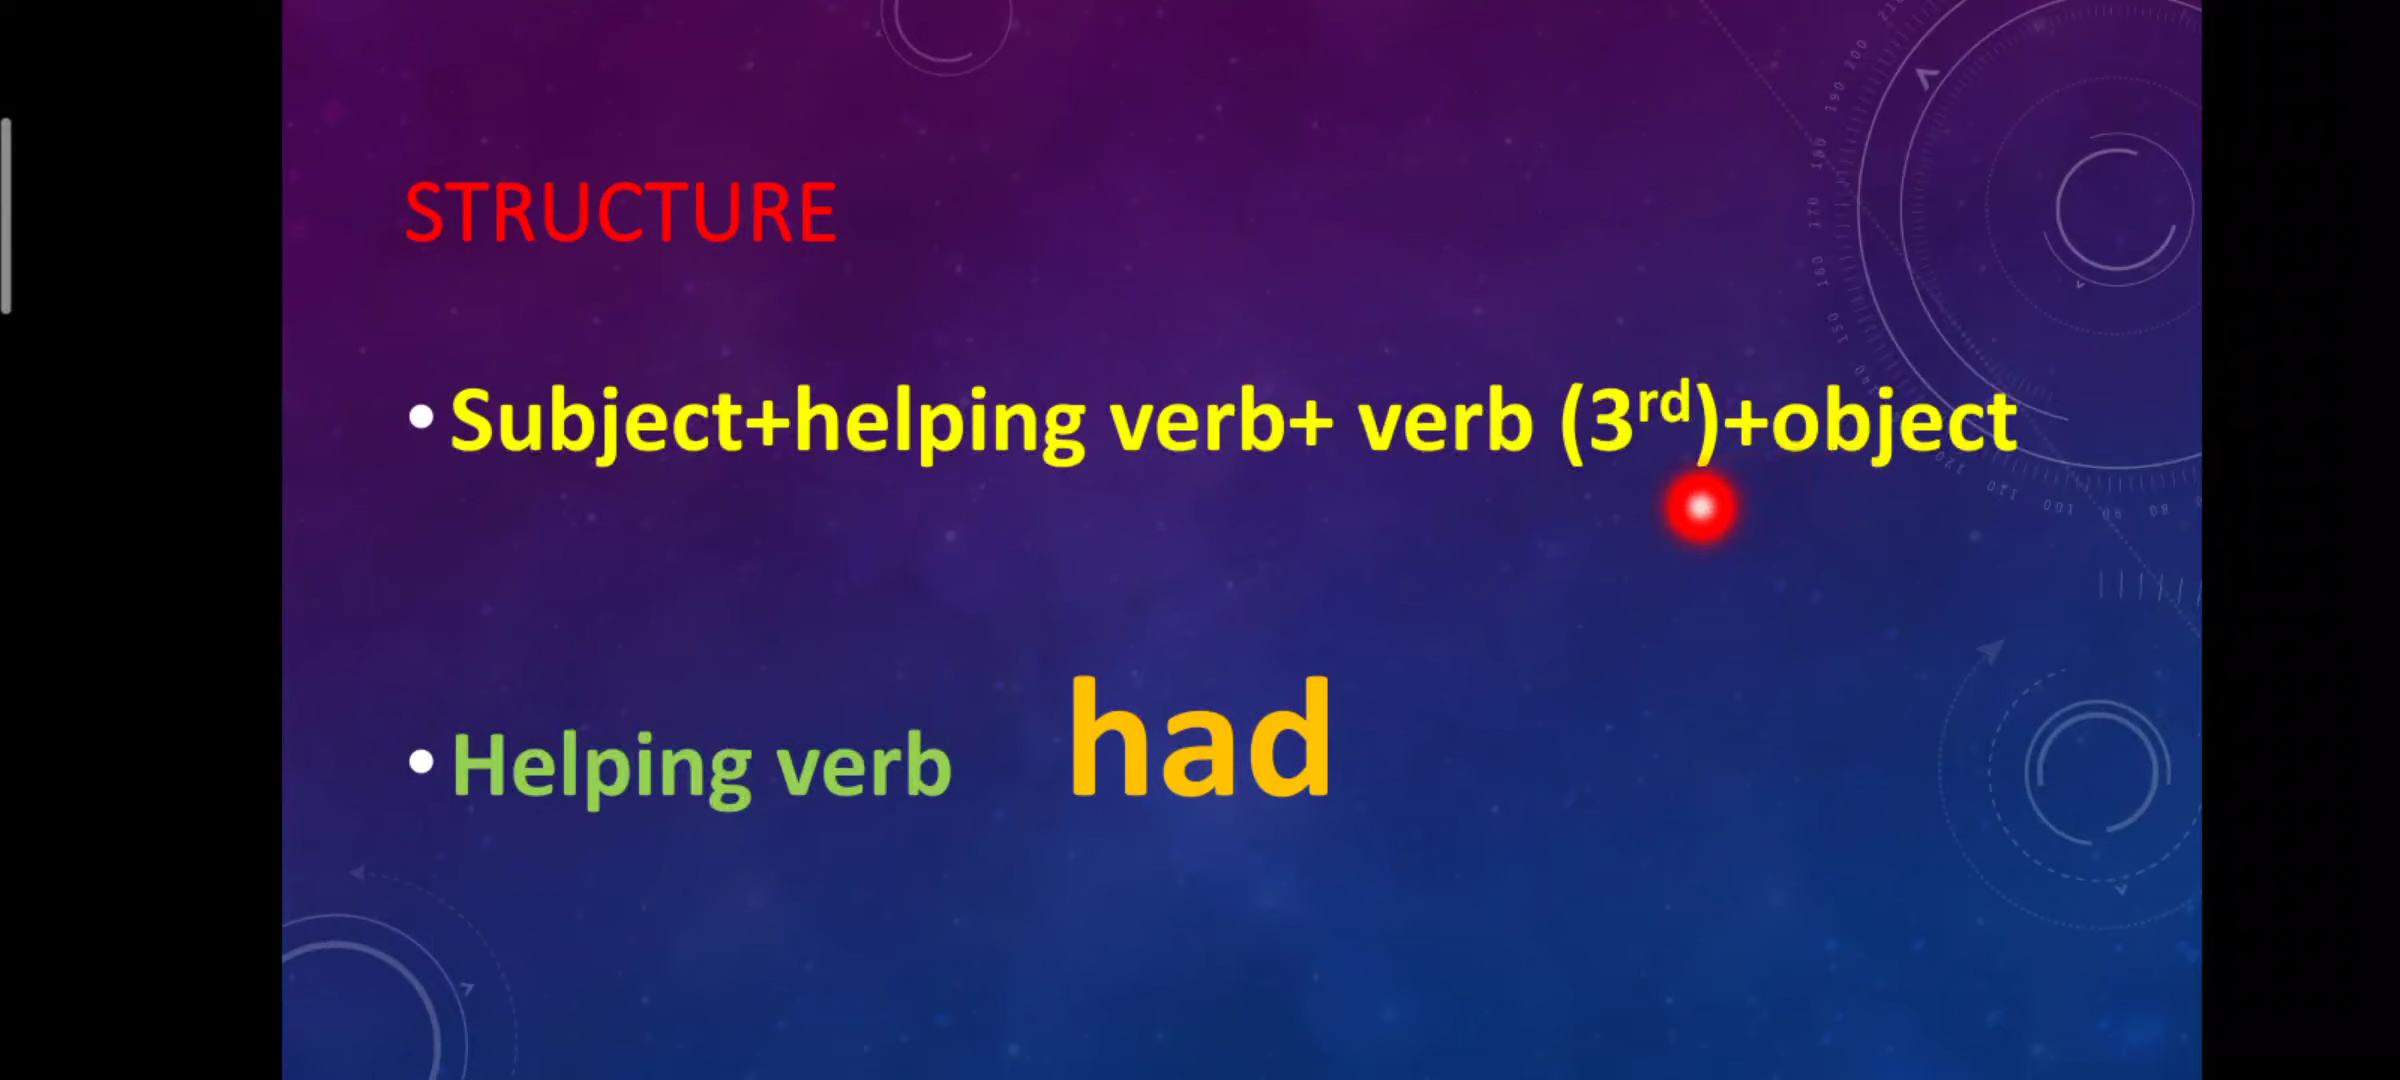 STRUCTURE
• Subject+helping verb+ verb (3rd)+object
• Helping verb had